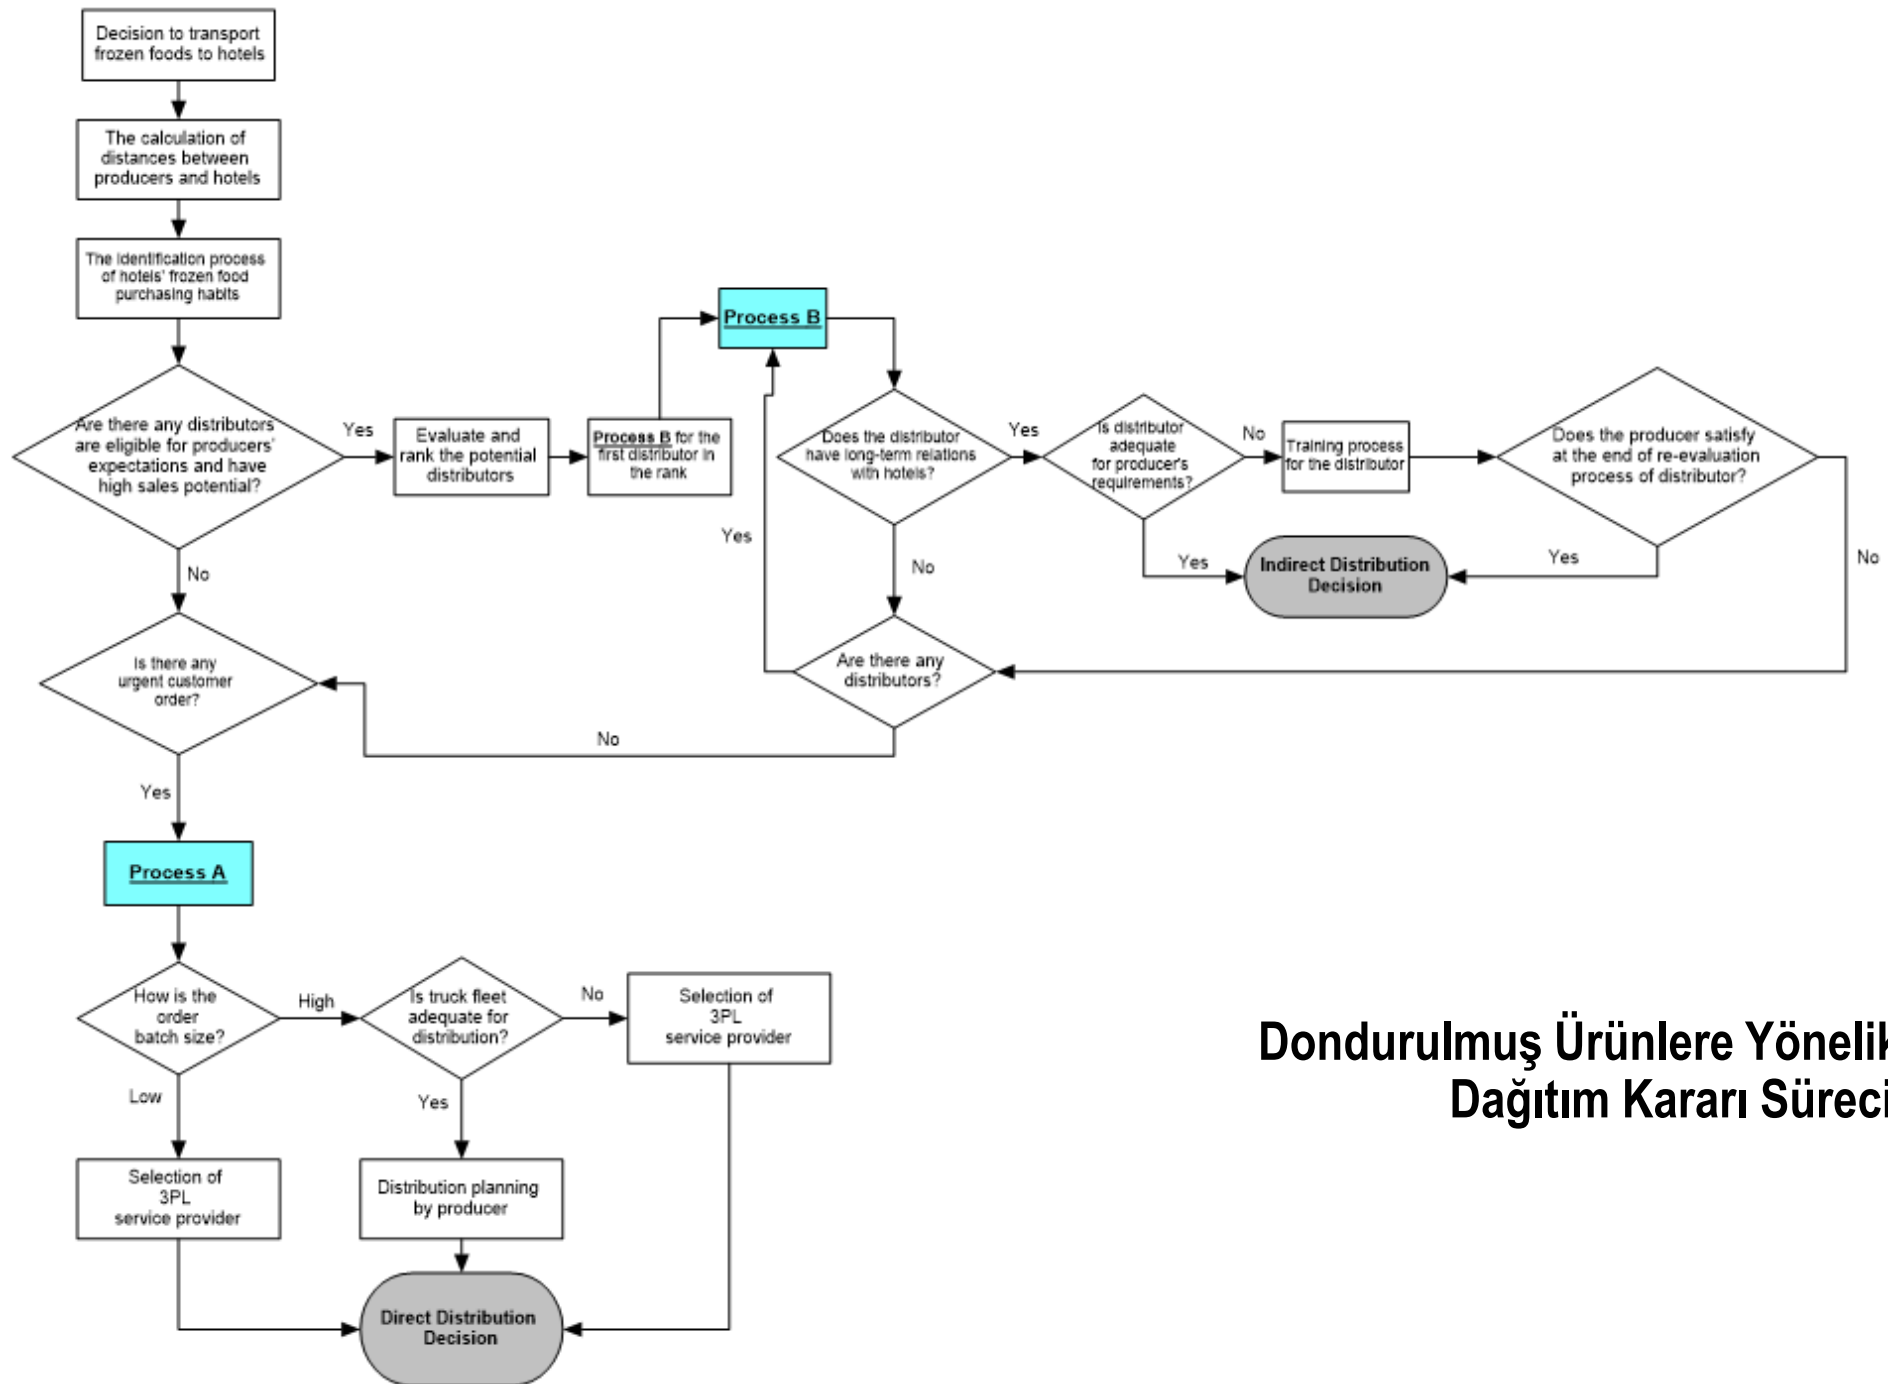 Decision to transport
frozen foods to hotels
The calculation of
distances between
producers and hotels
The identification process
of hotels' frozen food
purchasing habits
Are there any distributors
are eligible for producers'
expectations and have
high sales potential?
Yes
Evaluate and
rank the potential
distributors
Process B for the
first distributor in
the rank
Process B
Does the distributor
have long-term relations
with hotels?
Yes
Is distributor
adequate
for producer's
requirements?
No
Training process
for the distributor
Does the producer satisfy
at the end of re-evaluation
process of distributor?
No
Yes
Indirect Distribution
Decision
Yes
No
Yes
Are there any
distributors?
No
No
Is there any
urgent customer
order?
Yes
Process A
How is the
order
batch size?
High
Is truck fleet
adequate for
distribution?
No
Selection of
3PL
service provider
Low
Yes
Selection of
3PL
service provider
Distribution planning
by producer
Direct Distribution
Decision
Dondurulmuş Ürünlere Yönelik
Dağıtım Kararı Süreci